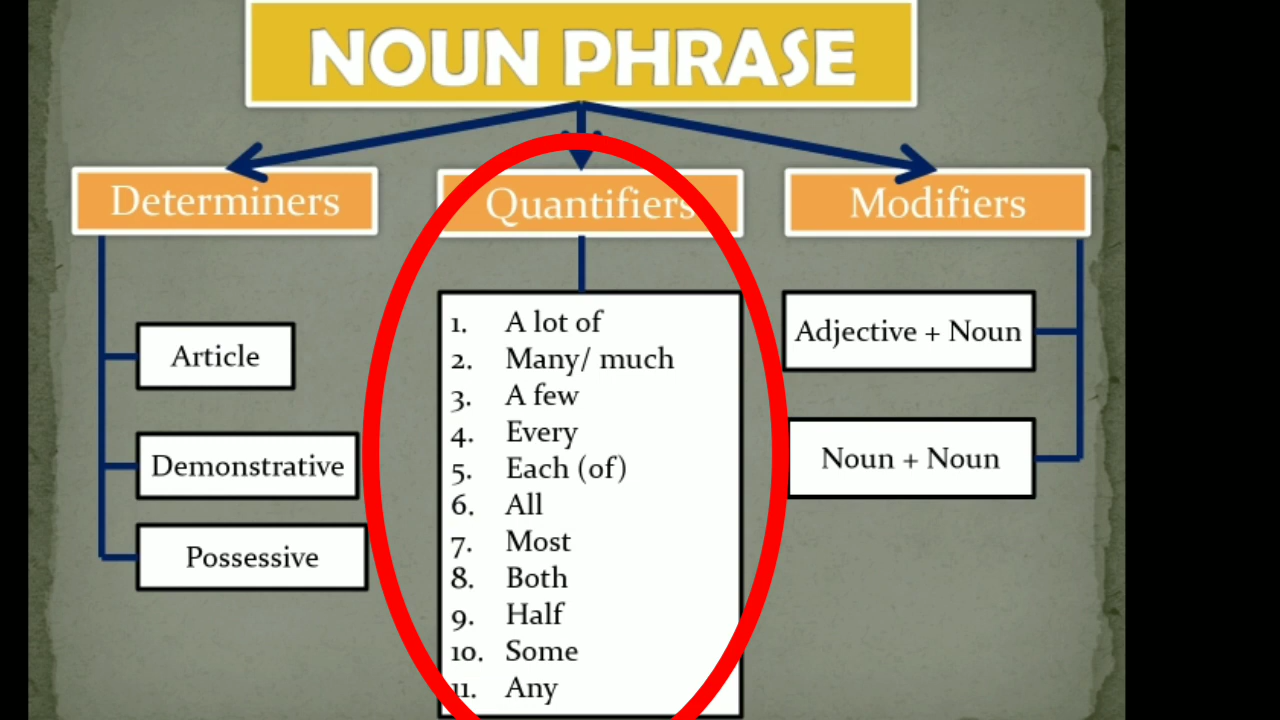 NOUN PHRASE
Determiners
Article
Demonstrative
Possessive
Quantifiers
1. A lot of
2. Many/ much
3. A few
4. Every
5. Each (of)
6. All
7. Most
8. Both
9. Half
10. Some
11. Any
Modifiers
Adjective + Noun
Noun + Noun